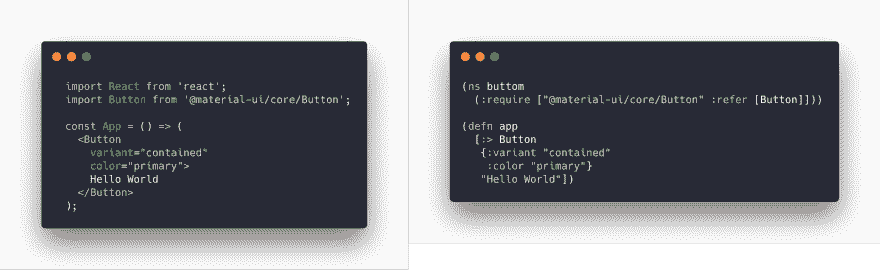 import React from 'react';
import Button from '@material-ui/core/Button';
const App = () => (
<Button
variant="contained"
color="primary">
Hello World
</Button>
);
(ns buttom
(:require ["@material-ui/core/Button" :refer [Button]]))
(defn app
[:> Button
{:variant "contained"
:color "primary"}
"Hello World"])